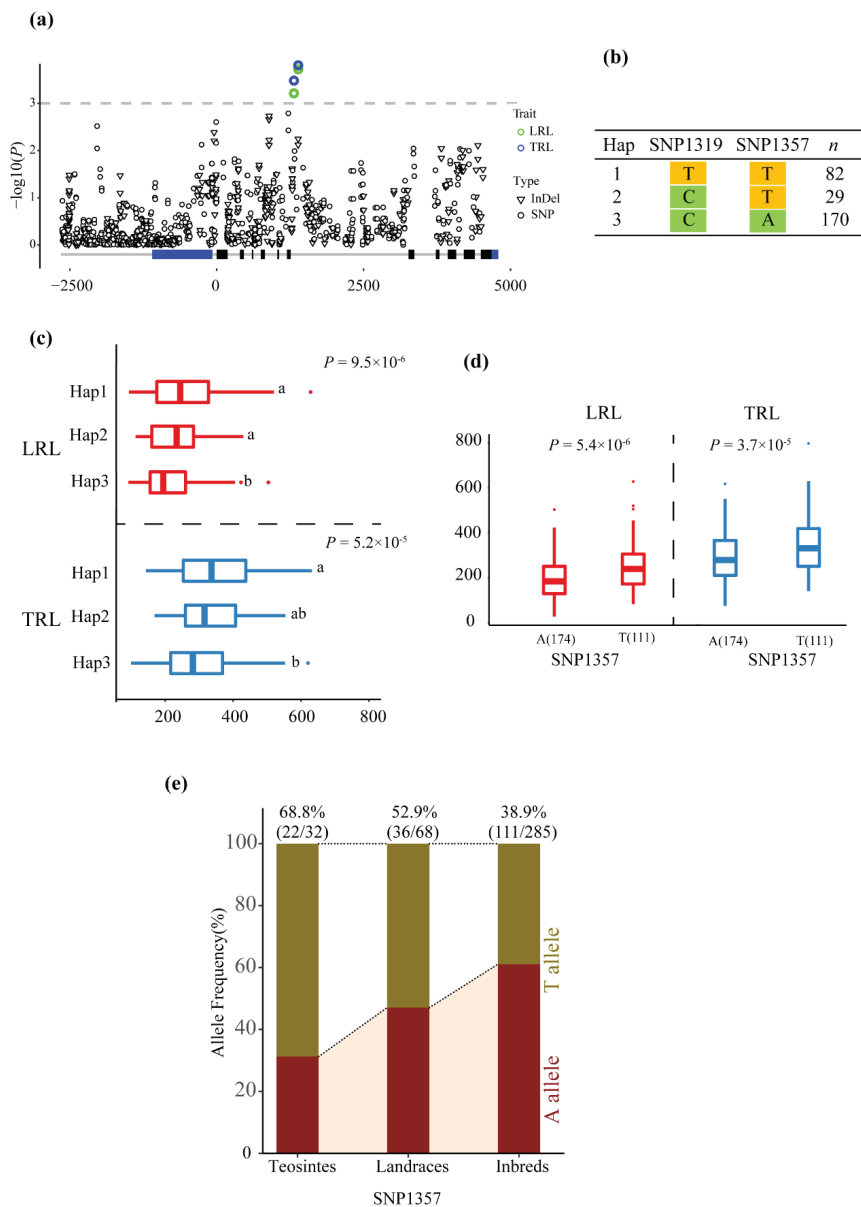 (a)
−log10(P)
3
2
1
0
−2500
0
2500
5000
Trait
LRL
TRL
Type
InDel
SNP
(b)
Hap SNP1319 SNP1357 n
1 T T 82
2 C T 29
3 C A 170
(c)
P = 9.5×10-6
LRL
Hap1
a
Hap2
a
Hap3
b
P = 5.2×10-5
TRL
Hap1
a
Hap2
ab
Hap3
b
200
400
600
800
(d)
LRL
TRL
P = 5.4×10-6
P = 3.7×10-5
800
600
400
200
0
A(174)
T(111)
A(174)
T(111)
SNP1357
SNP1357
(e)
68.8%
(22/32)
52.9%
(36/68)
38.9%
(111/285)
Allele Frequency(%)
100
80
60
40
20
0
T allele
A allele
Teosintes
Landraces
Inbreds
SNP1357